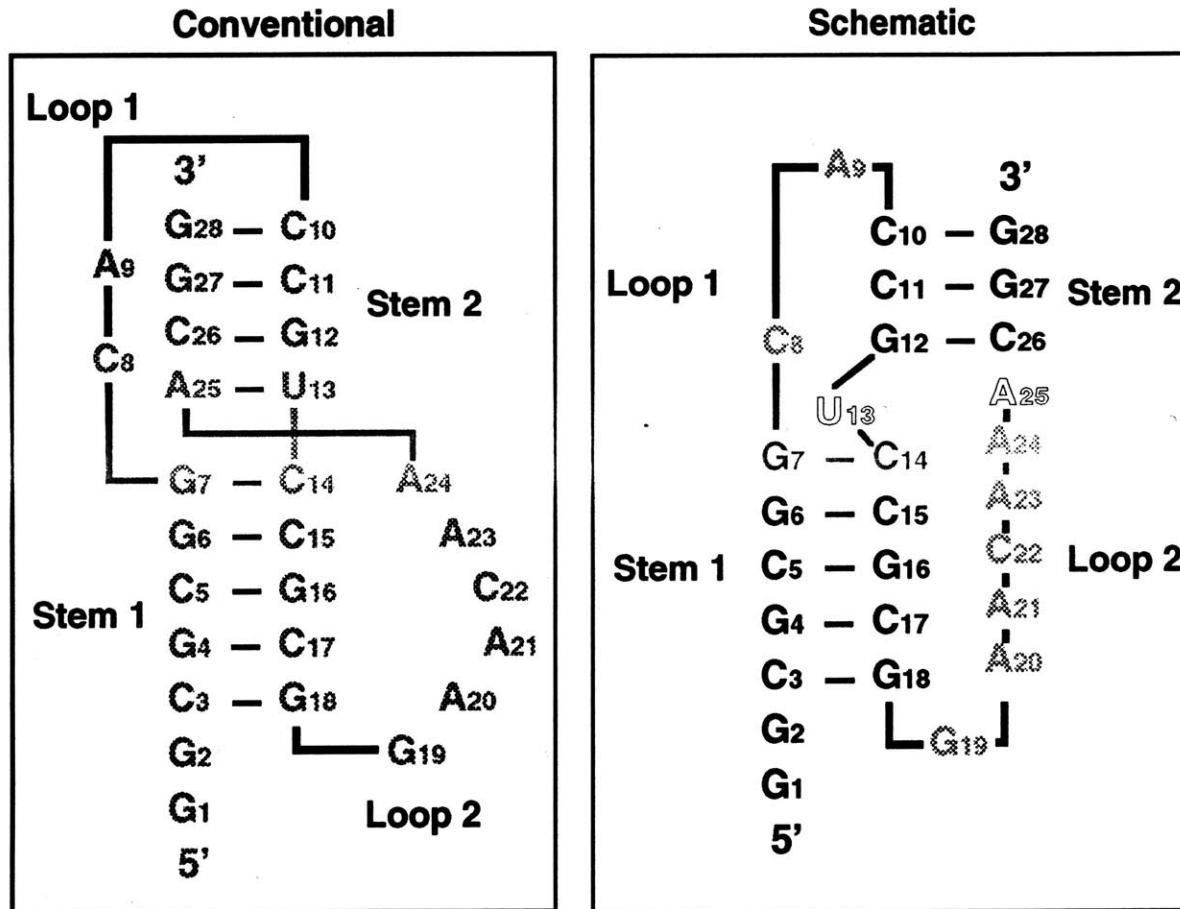 Conventional
Loop 1
3’
G28 – C10
A9 G27 – C11
Stem 2
C26 – G12
C8
A25 – U13
G7 – C14 A24
G6 – C15 A23
C5 – G16 C22
Stem 1
G4 – C17 A21
C3 – G18 A20
G2 G19
G1 Loop 2
5’
Schematic
A9 3’
C10 – G28
Loop 1 C11 – G27 Stem 2
C8 G12 – C26
U13 A25
G7 – C14 A24
G6 – C15 A23
Stem 1 C5 – G16 C22 Loop 2
G4 – C17 A21
C3 – G18 A20
G2 G19
G1
5’